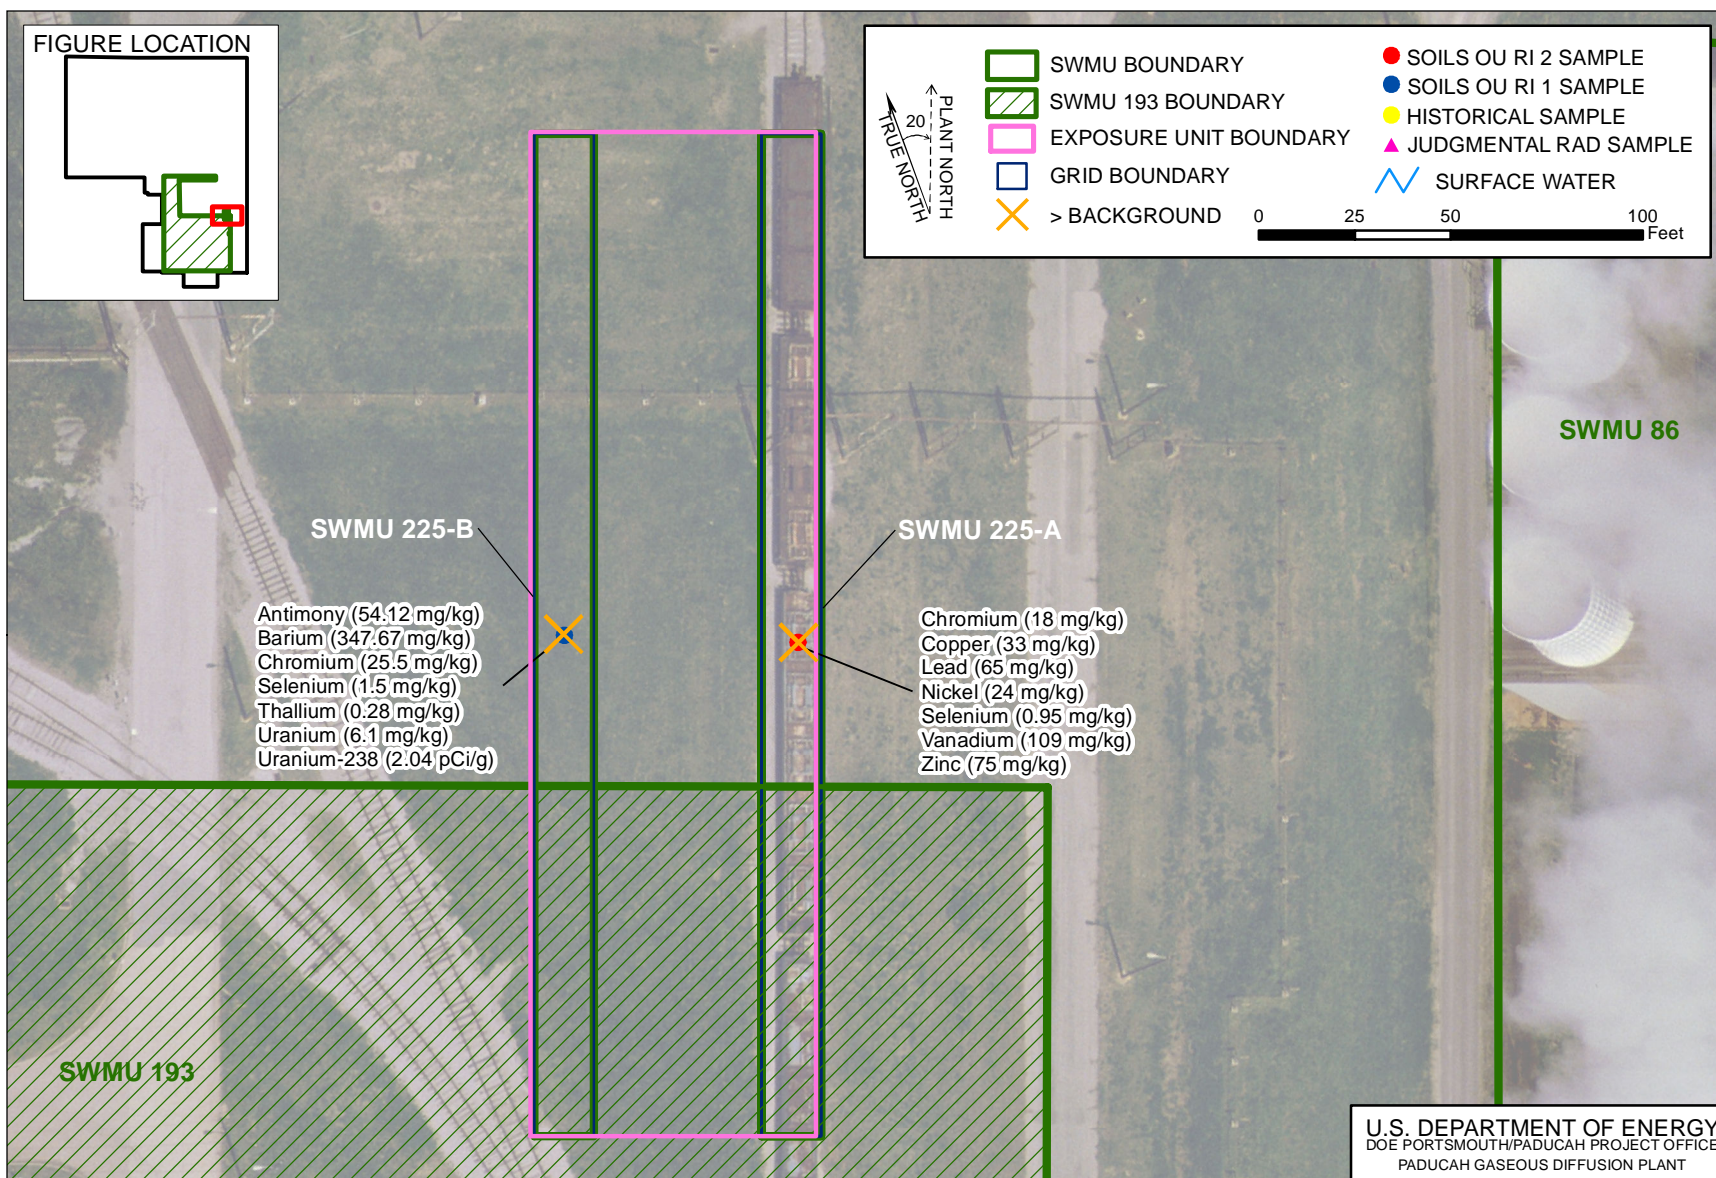 FIGURE LOCATION
TRUE NORTH
20
PLANT NORTH
SWMU BOUNDARY
SWMU 193 BOUNDARY
EXPOSURE UNIT BOUNDARY
GRID BOUNDARY
> BACKGROUND
SOILS OU RI 2 SAMPLE
SOILS OU RI 1 SAMPLE
HISTORICAL SAMPLE
JUDGMENTAL RAD SAMPLE
SURFACE WATER
0 25 50 100
Feet
SWMU 86
SWMU 225-B
SWMU 225-A
Antimony (54.12 mg/kg)
Barium (347.67 mg/kg)
Chromium (25.5 mg/kg)
Selenium (1.5 mg/kg)
Thallium (0.28 mg/kg)
Uranium (6.1 mg/kg)
Uranium-238 (2.04 pCi/g)
Chromium (18 mg/kg)
Copper (33 mg/kg)
Lead (65 mg/kg)
Nickel (24 mg/kg)
Selenium (0.95 mg/kg)
Vanadium (109 mg/kg)
Zinc (75 mg/kg)
SWMU 193
U.S. DEPARTMENT OF ENERGY
DOE PORTSMOUTH/PADUCAH PROJECT OFFICE
PADUCAH GASEOUS DIFFUSION PLANT